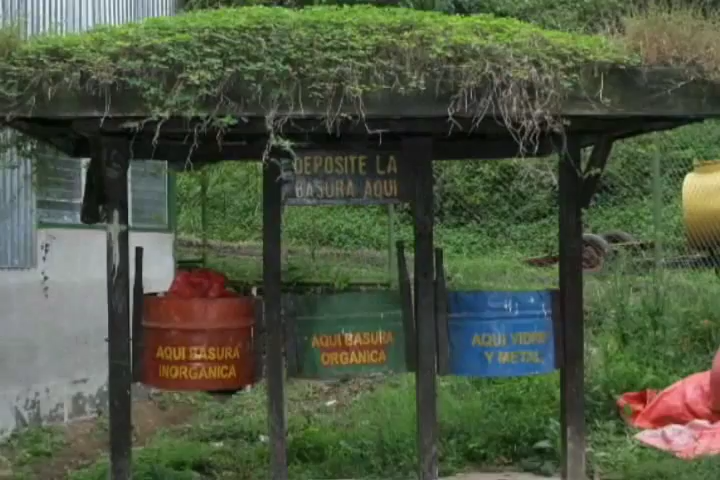 DEPOSITE LA
BASURA AQUI
AQUI BASURA
INORGANICA
AQUI BASURA
ORGANICA
AQUI VIDRIO
Y METAL